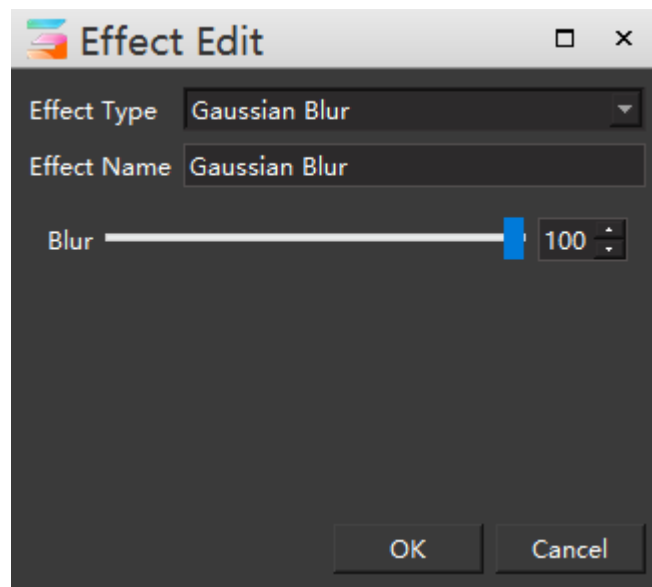 Effect Edit
Effect Type Gaussian Blur
Effect Name Gaussian Blur
Blur 100
OK Cancel